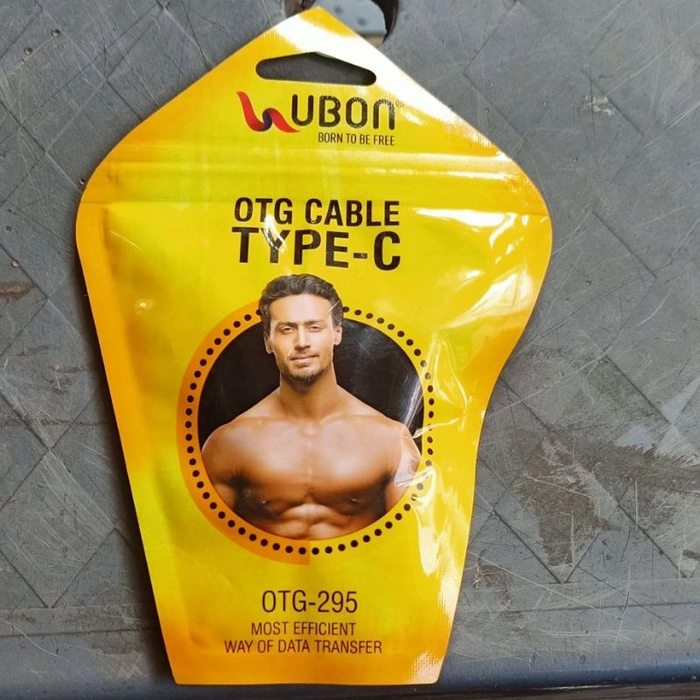 UBON
BORN TO BE FREE
OTG CABLE
TYPE-C
OTG-295
MOST EFFICIENT
WAY OF DATA TRANSFER